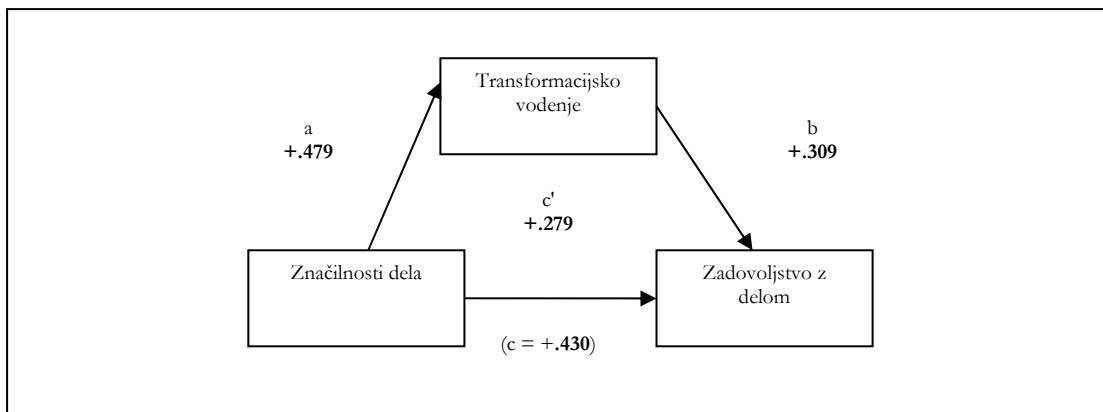 Transformacijsko
vodenje
a
+.479
b
+.309
c'
+.279
Značilnosti dela
Zadovoljstvo z
delom
(c = +.430)